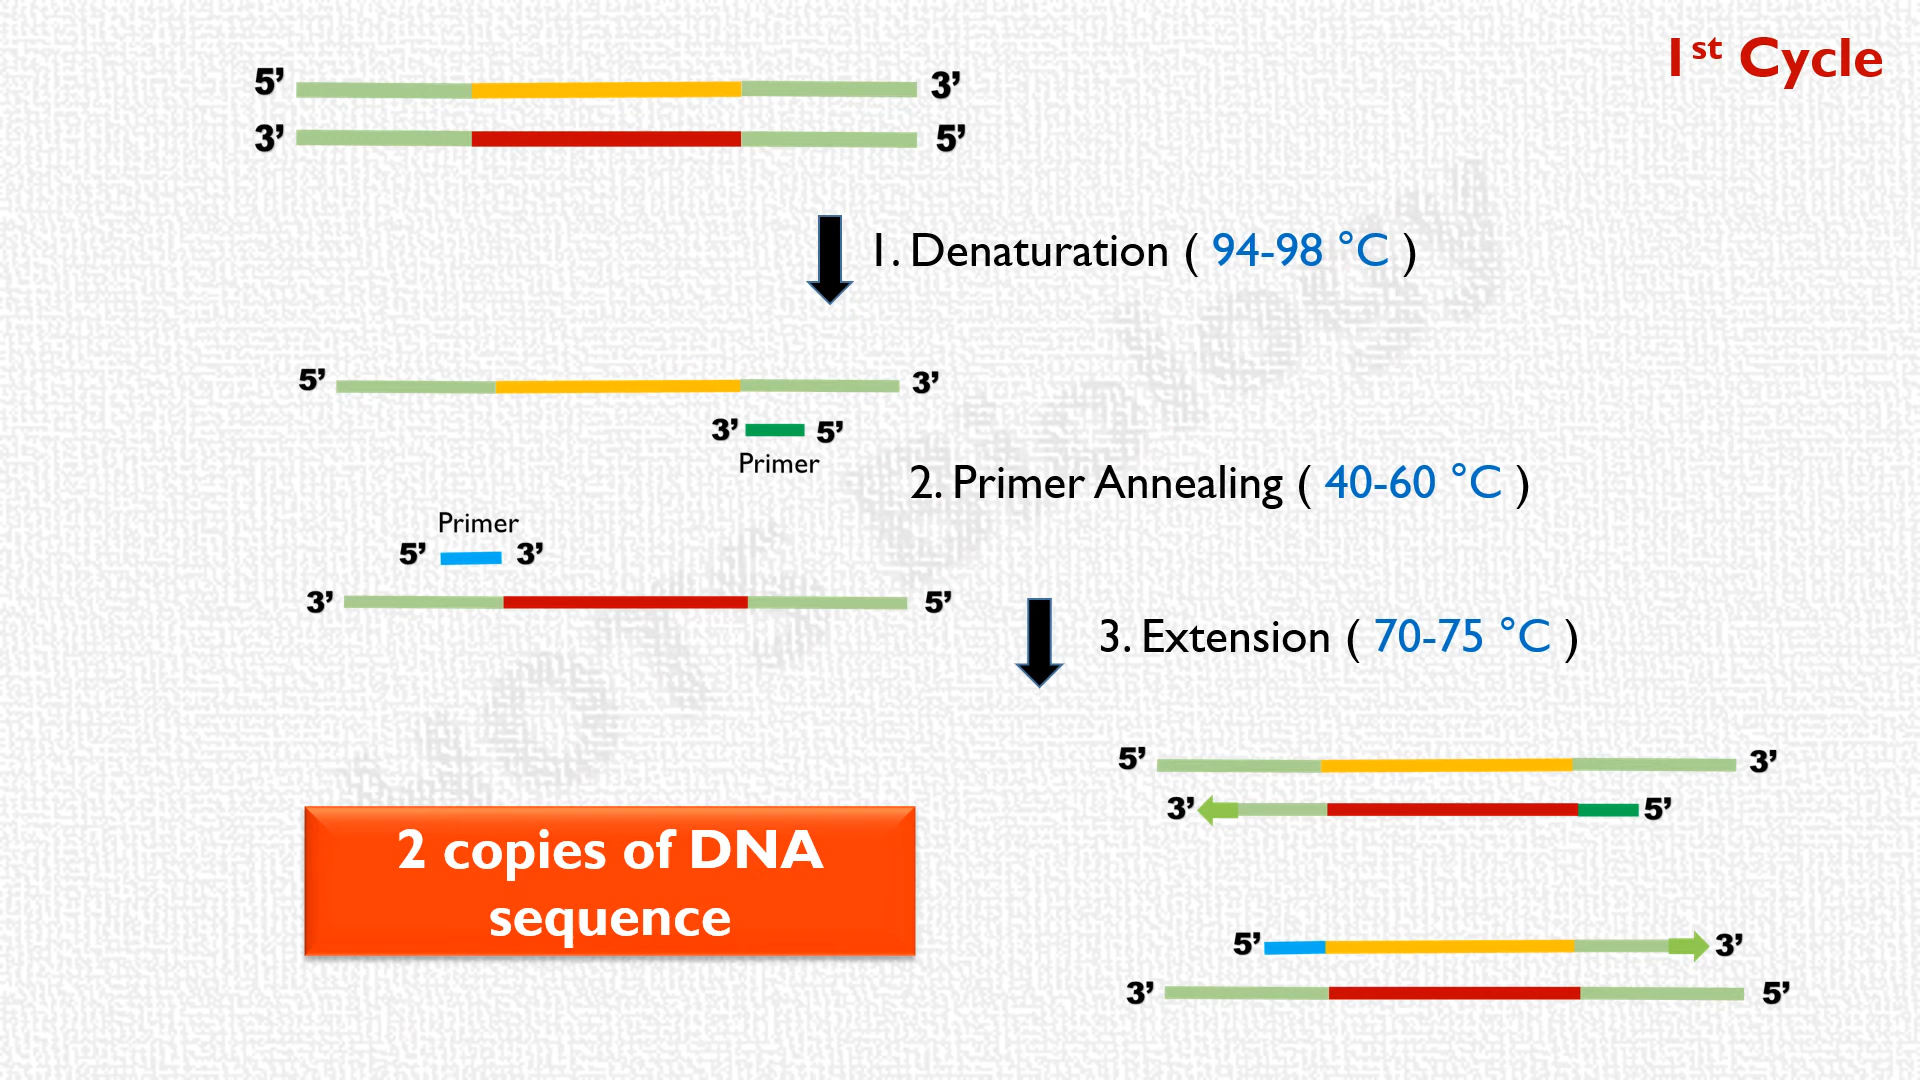 1st Cycle
5’ 3’
3’ 5’
1. Denaturation ( 94-98 °C )
5’ 3’
3’ 5’
Primer
2. Primer Annealing ( 40-60 °C )
Primer
5’ 3’
3’ 5’
3. Extension ( 70-75 °C )
5’ 3’
3’ 5’
2 copies of DNA
sequence
5’ 3’
3’ 5’